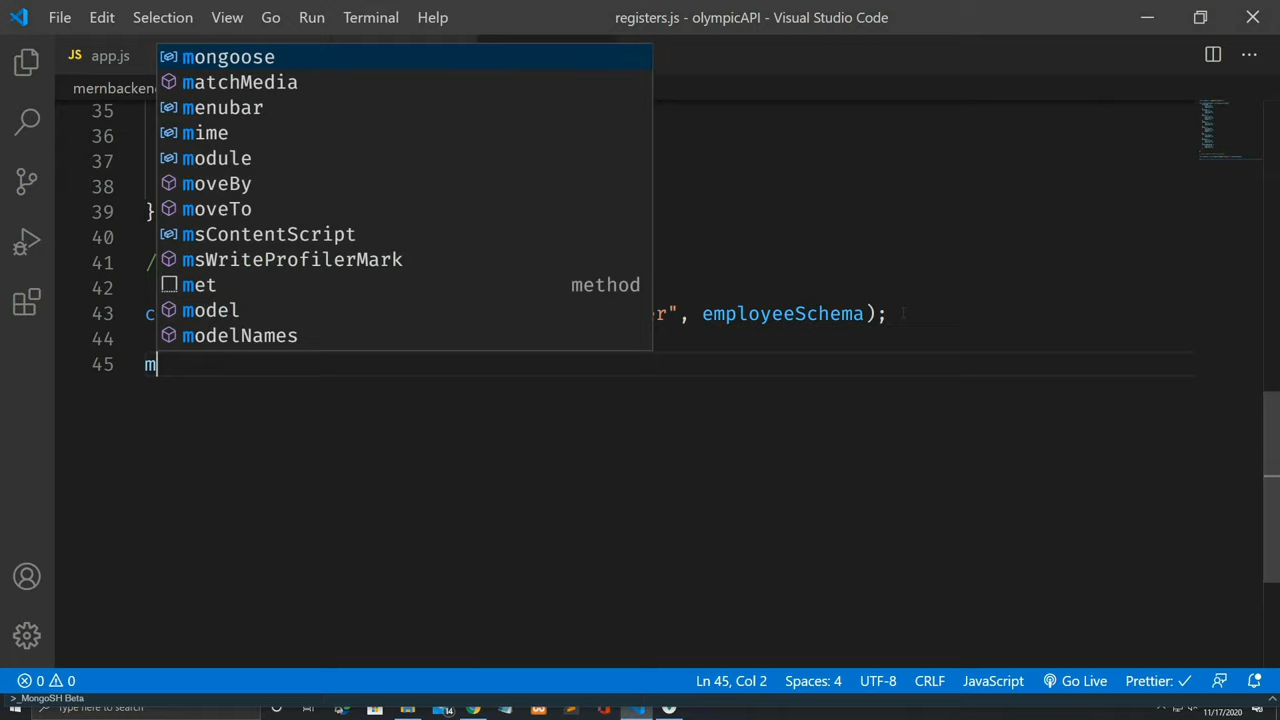 File Edit Selection View Go Run Terminal Help registers.js - olympicAPI - Visual Studio Code
JS app.js
mernbackend
mongoose
matchMedia
menubar
mime
module
moveBy
moveTo
msContentScript
msWriteProfilerMark
met method
model
modelNames
35
36
37
38
39 }
40
41 /
42
43 c er", employeeSchema);
44
45 m
0 0 Ln 45, Col 2 Spaces: 4 UTF-8 CRLF JavaScript Go Live Prettier:
>_MongoSH Beta
Type here to search 14 11/17/2020